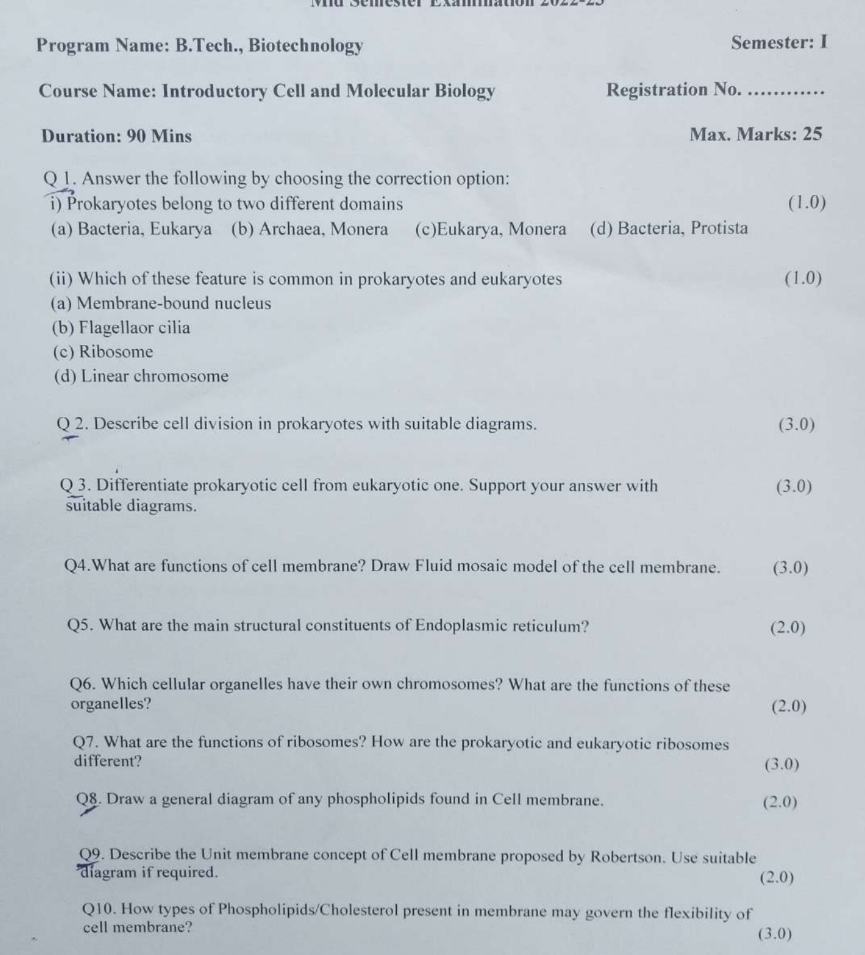 Mid Semester Examination 2022-23
Program Name: B.Tech., Biotechnology Semester: I
Course Name: Introductory Cell and Molecular Biology Registration No. ............
Duration: 90 Mins Max. Marks: 25
Q 1. Answer the following by choosing the correction option:
i) Prokaryotes belong to two different domains (1.0)
(a) Bacteria, Eukarya (b) Archaea, Monera (c)Eukarya, Monera (d) Bacteria, Protista
(ii) Which of these feature is common in prokaryotes and eukaryotes (1.0)
(a) Membrane-bound nucleus
(b) Flagellaor cilia
(c) Ribosome
(d) Linear chromosome
Q 2. Describe cell division in prokaryotes with suitable diagrams. (3.0)
Q 3. Differentiate prokaryotic cell from eukaryotic one. Support your answer with (3.0)
suitable diagrams.
Q4.What are functions of cell membrane? Draw Fluid mosaic model of the cell membrane. (3.0)
Q5. What are the main structural constituents of Endoplasmic reticulum? (2.0)
Q6. Which cellular organelles have their own chromosomes? What are the functions of these
organelles? (2.0)
Q7. What are the functions of ribosomes? How are the prokaryotic and eukaryotic ribosomes
different? (3.0)
Q8. Draw a general diagram of any phospholipids found in Cell membrane. (2.0)
Q9. Describe the Unit membrane concept of Cell membrane proposed by Robertson. Use suitable
diagram if required. (2.0)
Q10. How types of Phospholipids/Cholesterol present in membrane may govern the flexibility of
cell membrane? (3.0)